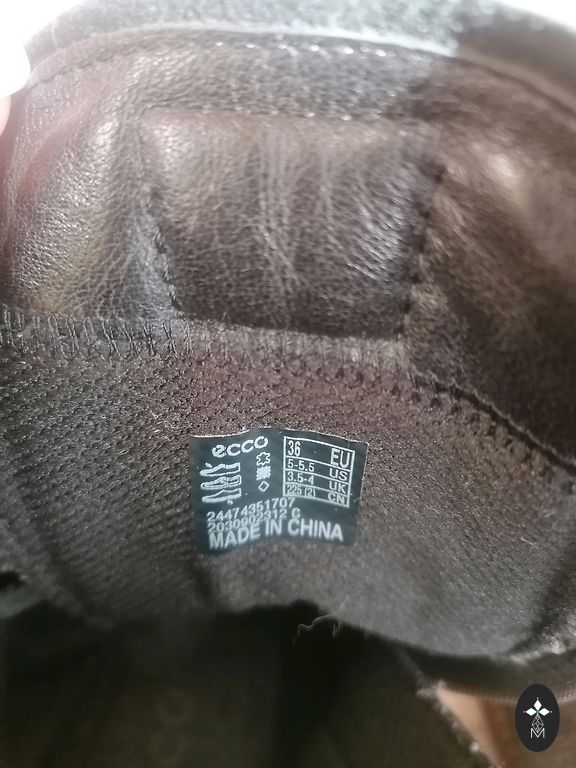 ecco
36 EU
5-5.5 US
3.5-4 UK
225 (2) CN
24474351707
2030902312 C
MADE IN CHINA
M